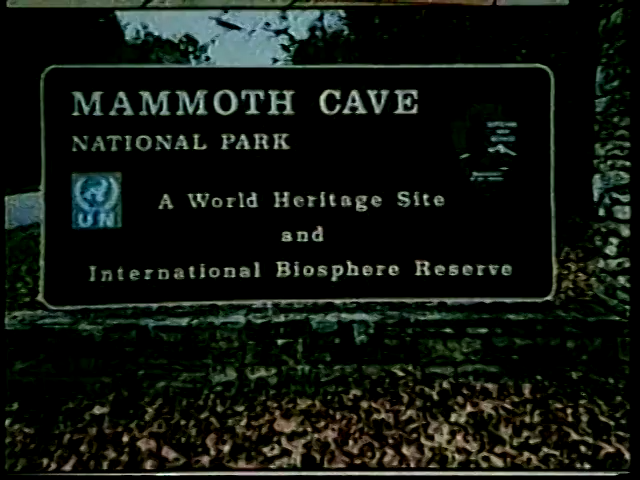 MAMMOTH CAVE
NATIONAL PARK
UN
A World Heritage Site
and
International Biosphere Reserve